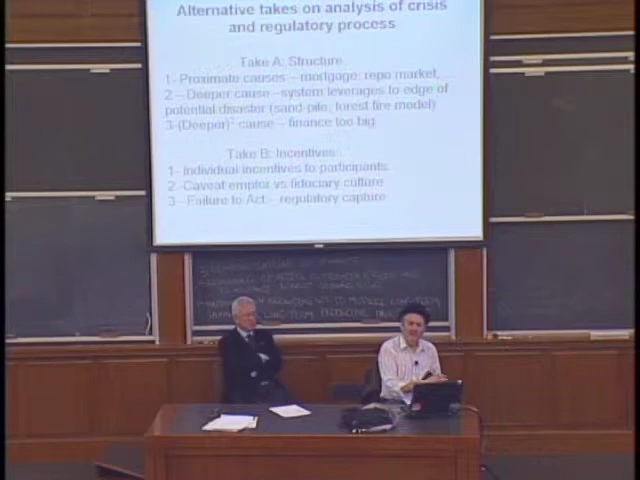 Alternative takes on analysis of crisis
and regulatory process
Take A: Structure
1- Proximate causes – mortgage; repo market, ...
2 – Deeper cause –system leverages to edge of
potential disaster (sand-pile; forest fire model)
3-(Deeper)² cause – finance too big
Take B: Incentives
1- Individual incentives to participants
2-Caveat emptor vs fiduciary culture
3 – Failure to Act – regulatory capture